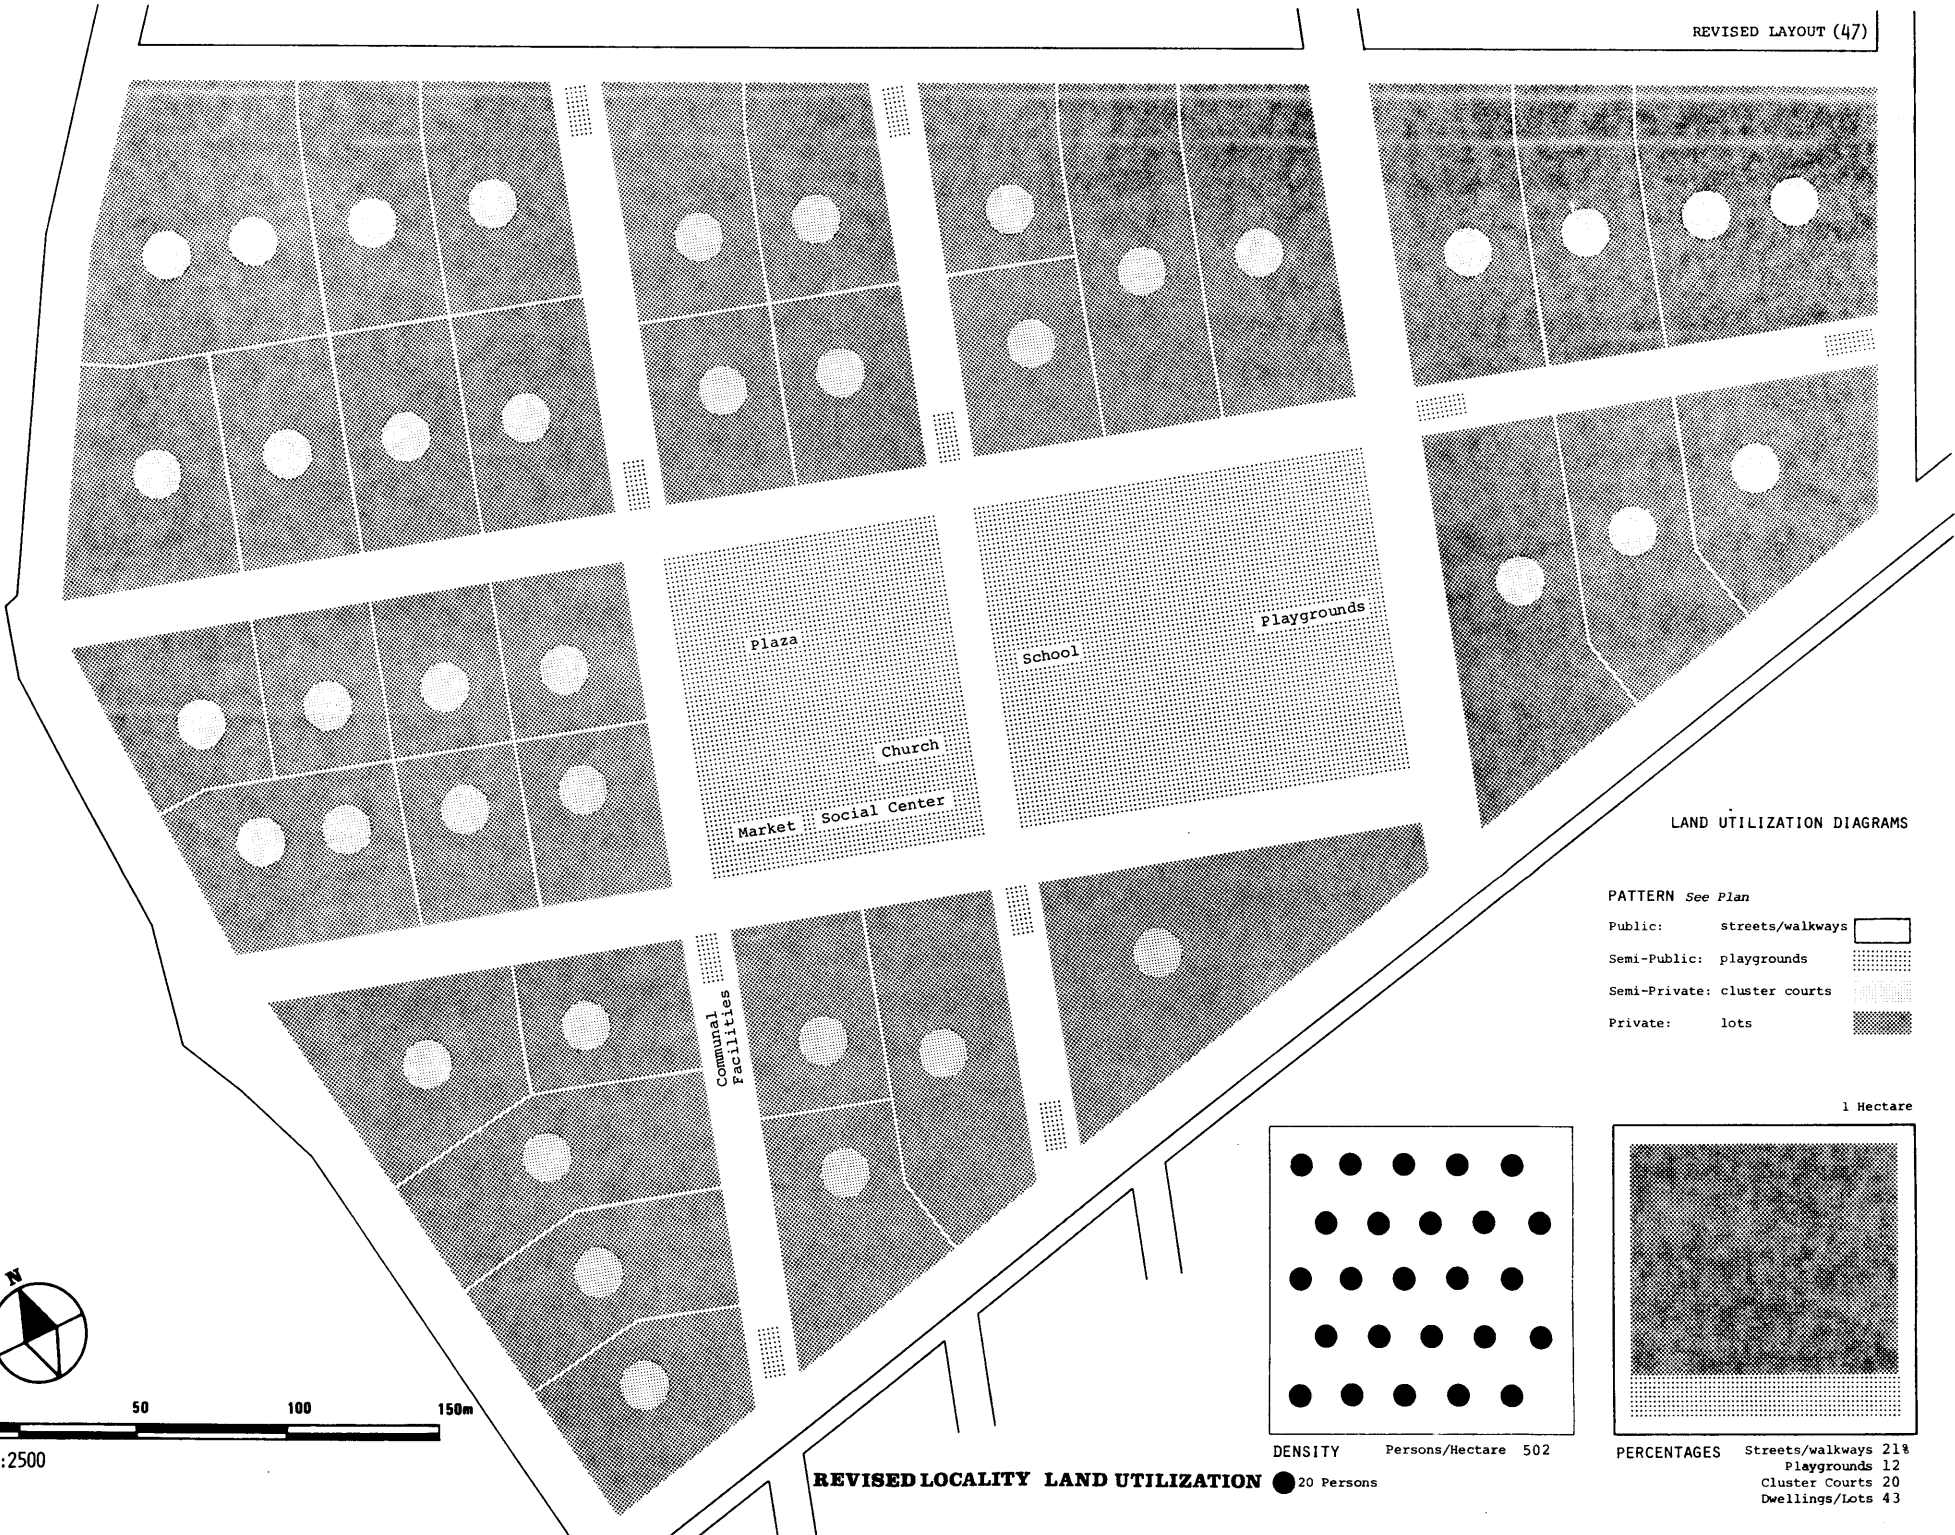 REVISED LAYOUT (47)
Plaza
School
Playgrounds
Church
Market
Social Center
Communal
Facilities
LAND UTILIZATION DIAGRAMS
PATTERN See Plan
Public: streets/walkways
Semi-Public: playgrounds
Semi-Private: cluster courts
Private: lots
1 Hectare
N
50 100 150m
:2500
DENSITY Persons/Hectare 502
20 Persons
REVISED LOCALITY LAND UTILIZATION
PERCENTAGES Streets/walkways 21%
Playgrounds 12
Cluster Courts 20
Dwellings/Lots 43